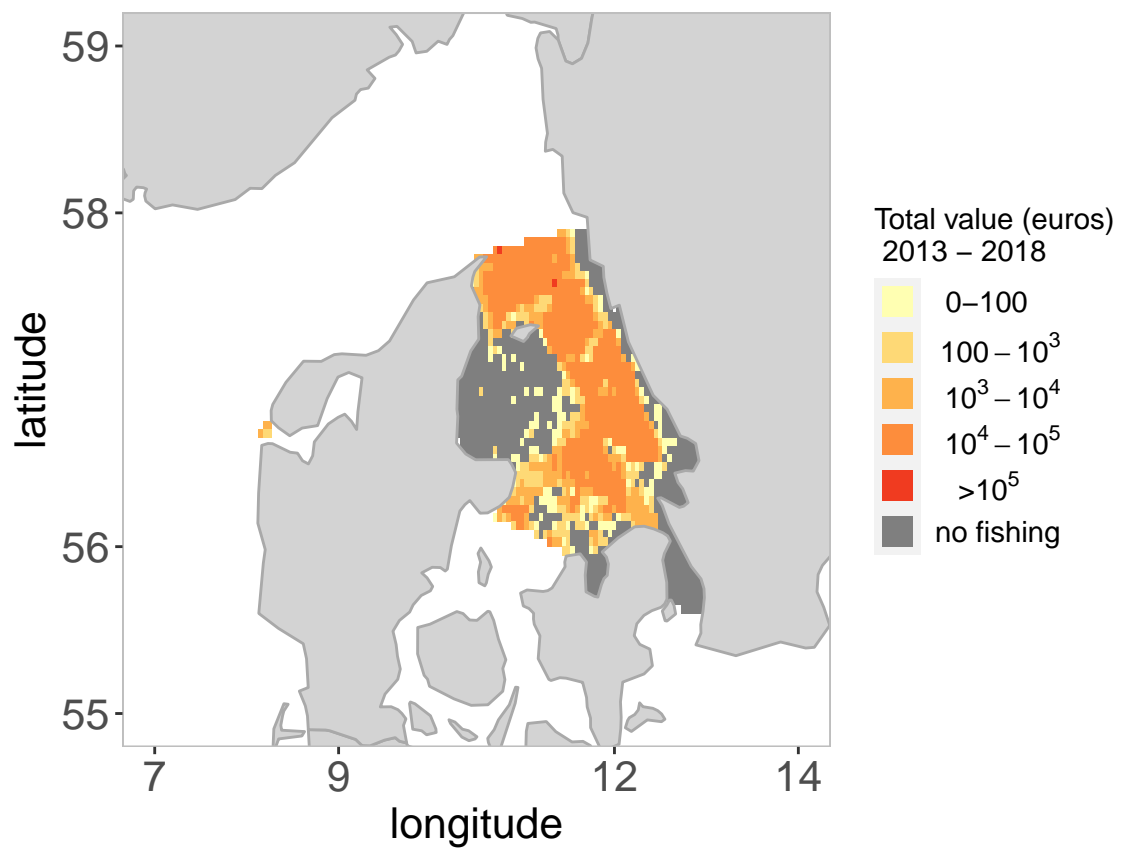 59
58
56
55
latitude
7
9
12
14
longitude
Total value (euros)
2013 – 2018
0–100
100 – 10³
10³ – 10⁴
10⁴ – 10⁵
>10⁵
no fishing